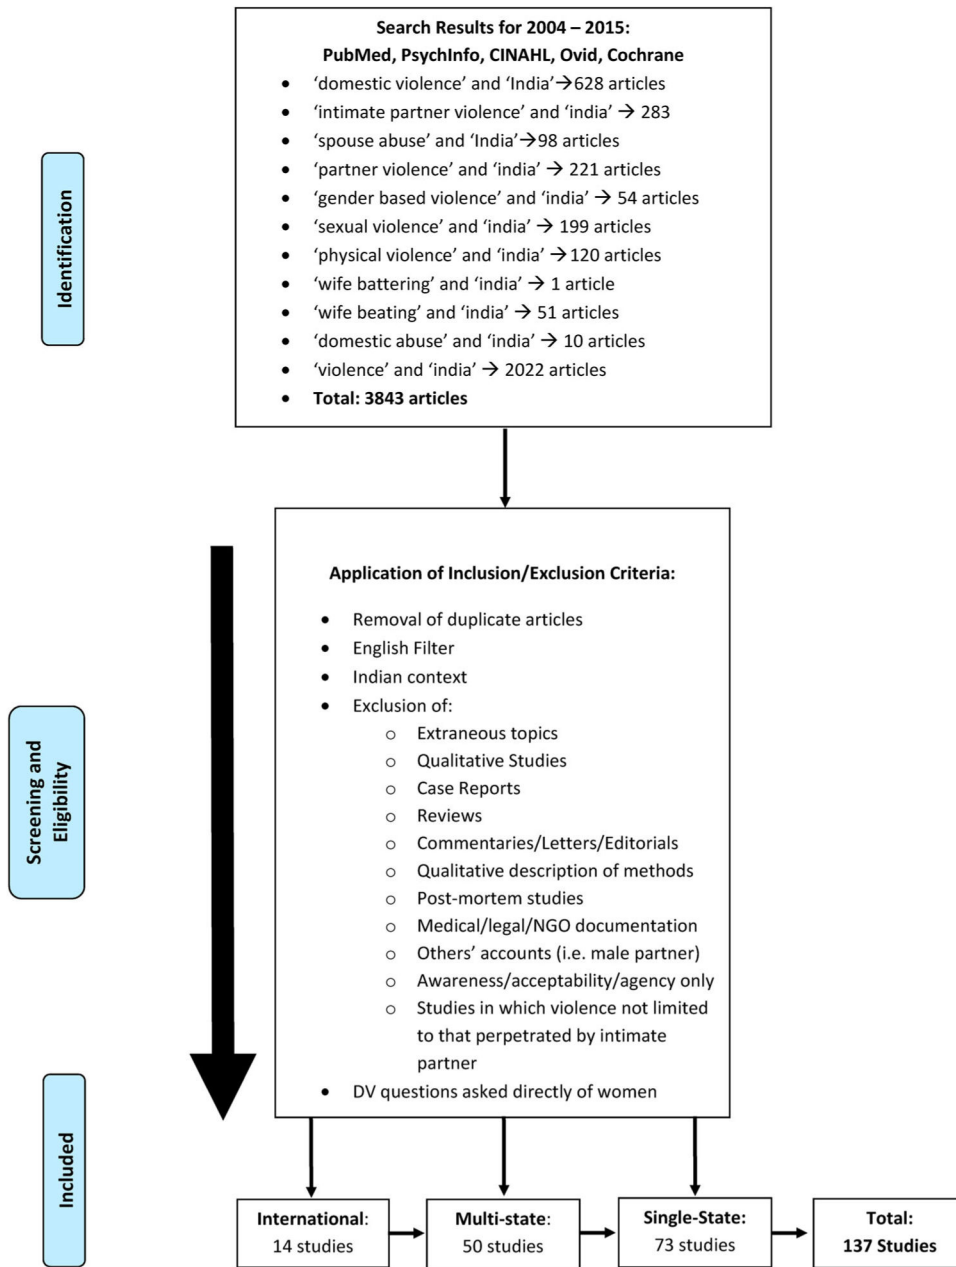 Identification
Search Results for 2004 – 2015:
PubMed, PsychInfo, CINAHL, Ovid, Cochrane
• ‘domestic violence’ and ‘India’→628 articles
• ‘intimate partner violence’ and ‘india’ → 283
• ‘spouse abuse’ and ‘India’→98 articles
• ‘partner violence’ and ‘india’ → 221 articles
• ‘gender based violence’ and ‘india’ → 54 articles
• ‘sexual violence’ and ‘india’ → 199 articles
• ‘physical violence’ and ‘india’ →120 articles
• ‘wife battering’ and ‘india’ → 1 article
• ‘wife beating’ and ‘india’ → 51 articles
• ‘domestic abuse’ and ‘india’ → 10 articles
• ‘violence’ and ‘india’ → 2022 articles
• Total: 3843 articles
Screening and
Eligibility
Application of Inclusion/Exclusion Criteria:
• Removal of duplicate articles
• English Filter
• Indian context
• Exclusion of:
o Extraneous topics
o Qualitative Studies
o Case Reports
o Reviews
o Commentaries/Letters/Editorials
o Qualitative description of methods
o Post-mortem studies
o Medical/legal/NGO documentation
o Others’ accounts (i.e. male partner)
o Awareness/acceptability/agency only
o Studies in which violence not limited
to that perpetrated by intimate
partner
• DV questions asked directly of women
Included
International:
14 studies
Multi-state:
50 studies
Single-State:
73 studies
Total:
137 Studies